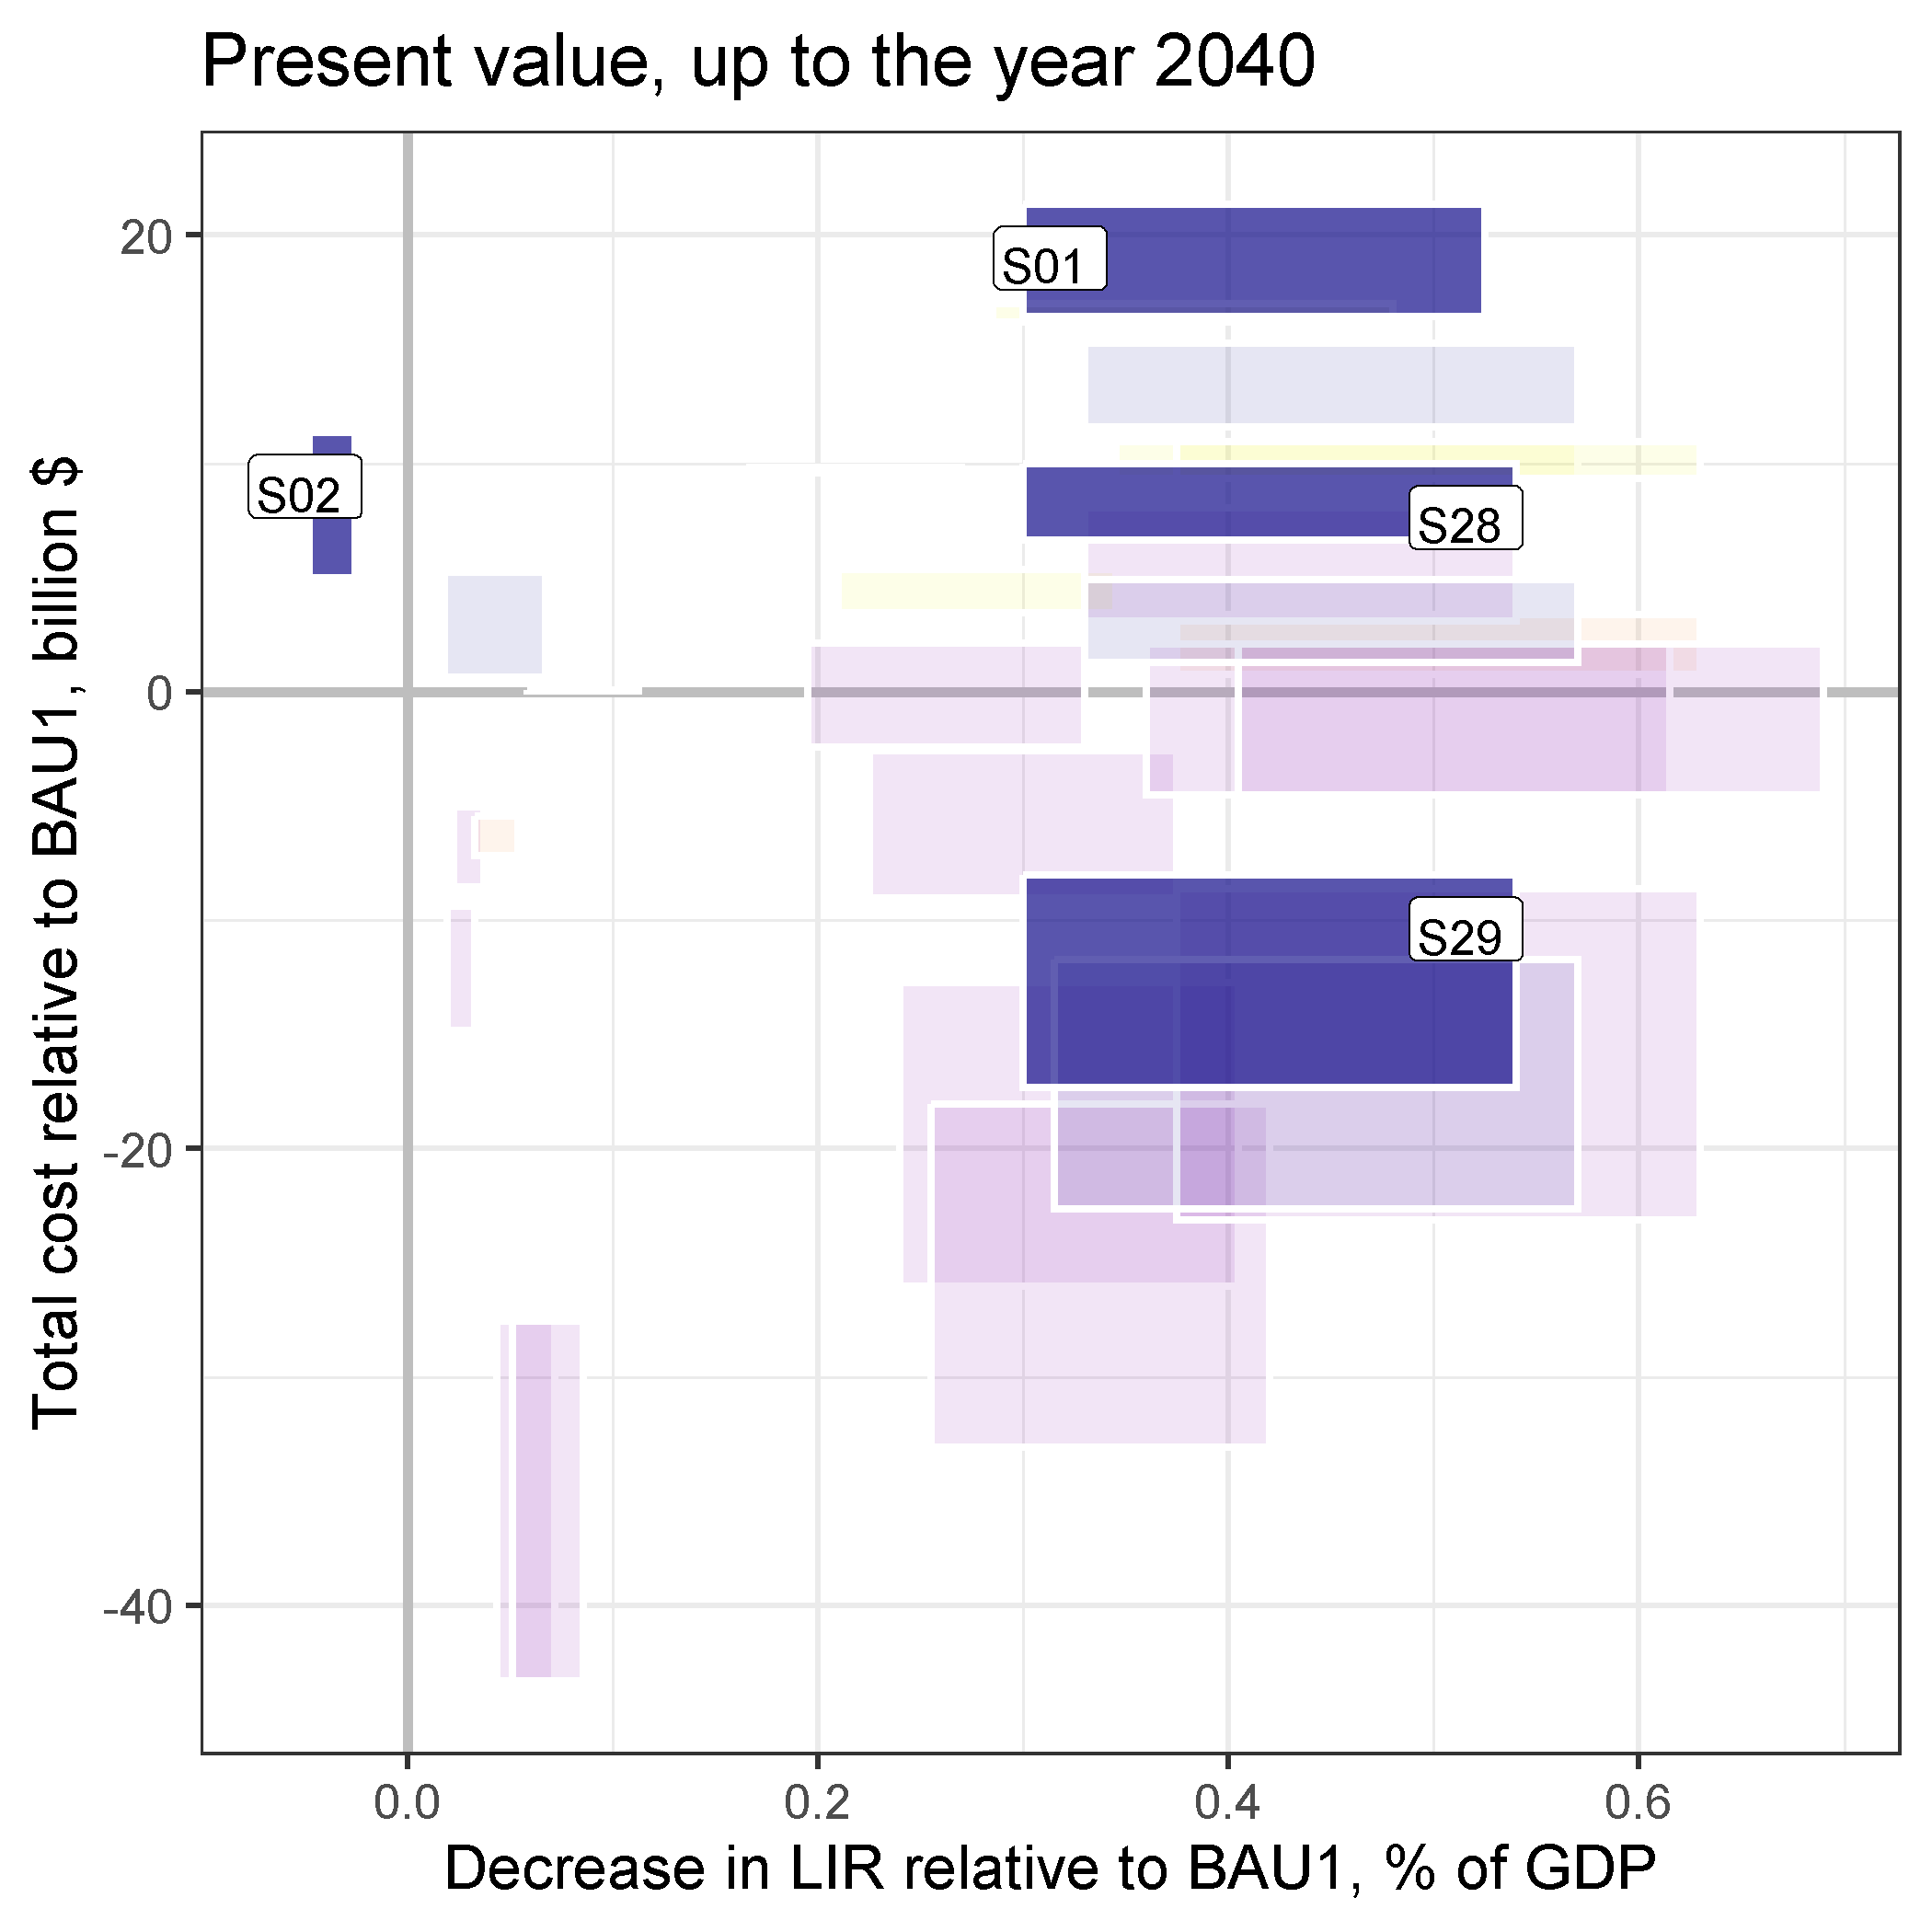 Present value, up to the year 2040
Total cost relative to BAU1, billion $
20
0
-20
-40
S01
S02
S28
S29
0.0
0.2
0.4
0.6
Decrease in LIR relative to BAU1, % of GDP